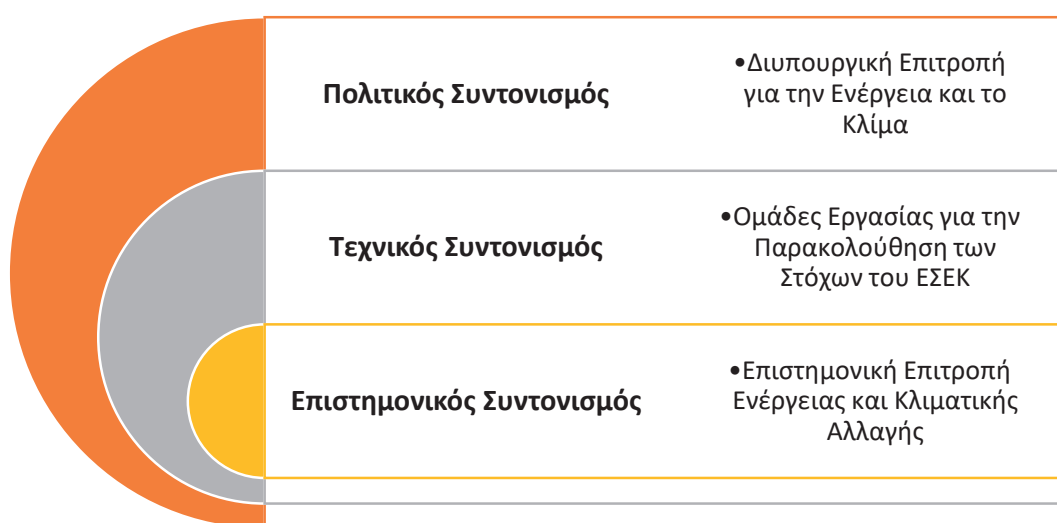 Πολιτικός Συντονισμός
•Διυπουργική Επιτροπή
για την Ενέργεια και το
Κλίμα
Τεχνικός Συντονισμός
•Ομάδες Εργασίας για την
Παρακολούθηση των
Στόχων του ΕΣΕΚ
Επιστημονικός Συντονισμός
•Επιστημονική Επιτροπή
Ενέργειας και Κλιματικής
Αλλαγής